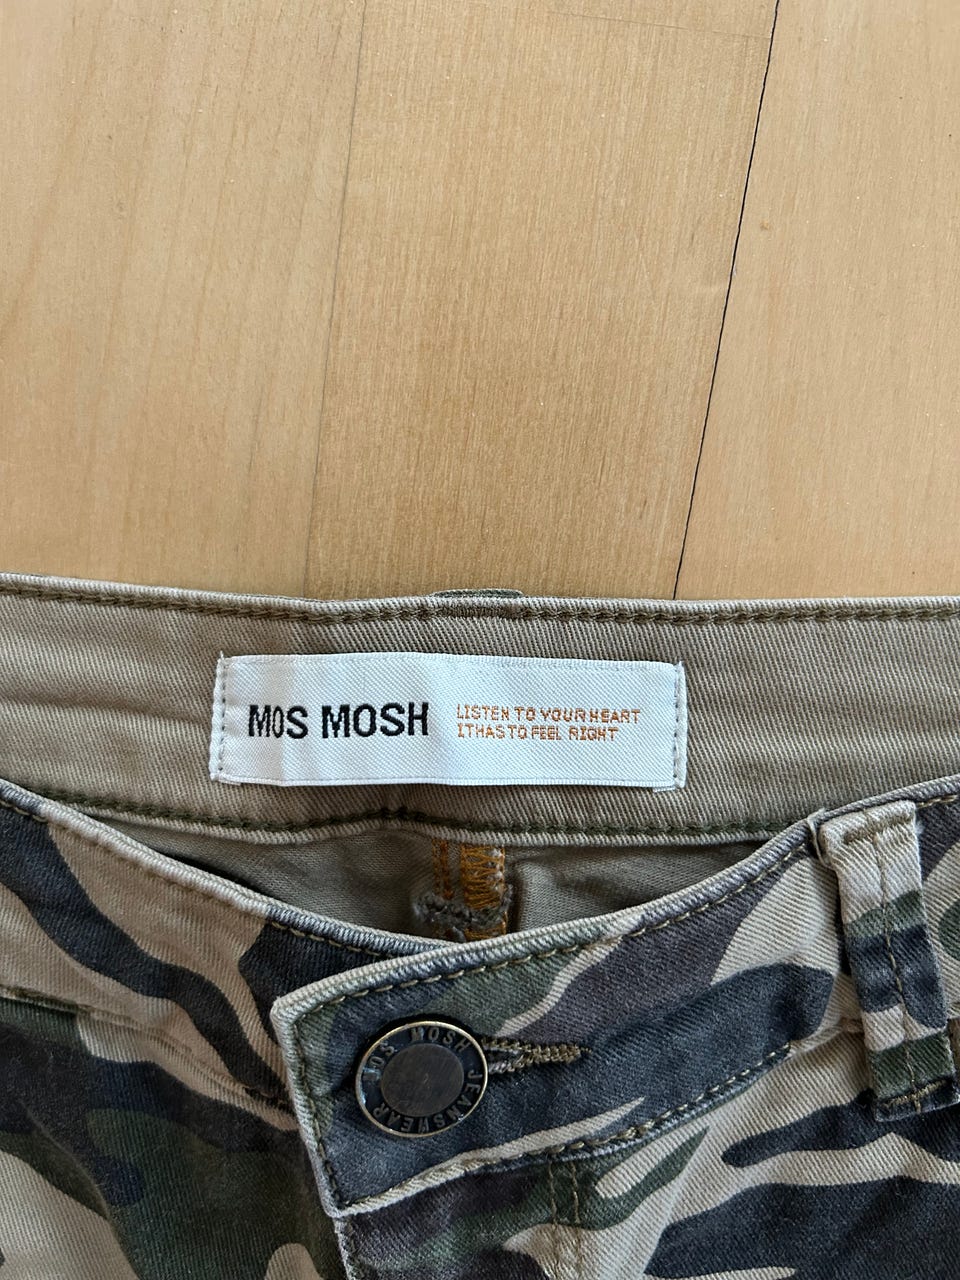 MOS MOSH
LISTEN TO YOUR HEART
IT HAS TO FEEL RIGHT
MOS MOSH JEANSWEAR